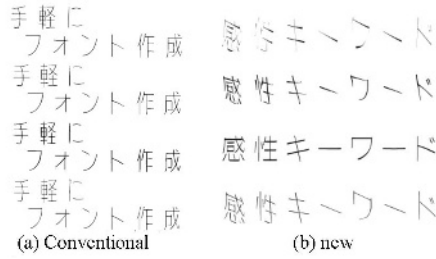 手軽に
フォント作成
手軽に
フォント作成
手軽に
フォント作成
手軽に
フォント作成
(a) Conventional
感性キーワード
感性キーワード
感性キーワード
感性キーワード
(b) new